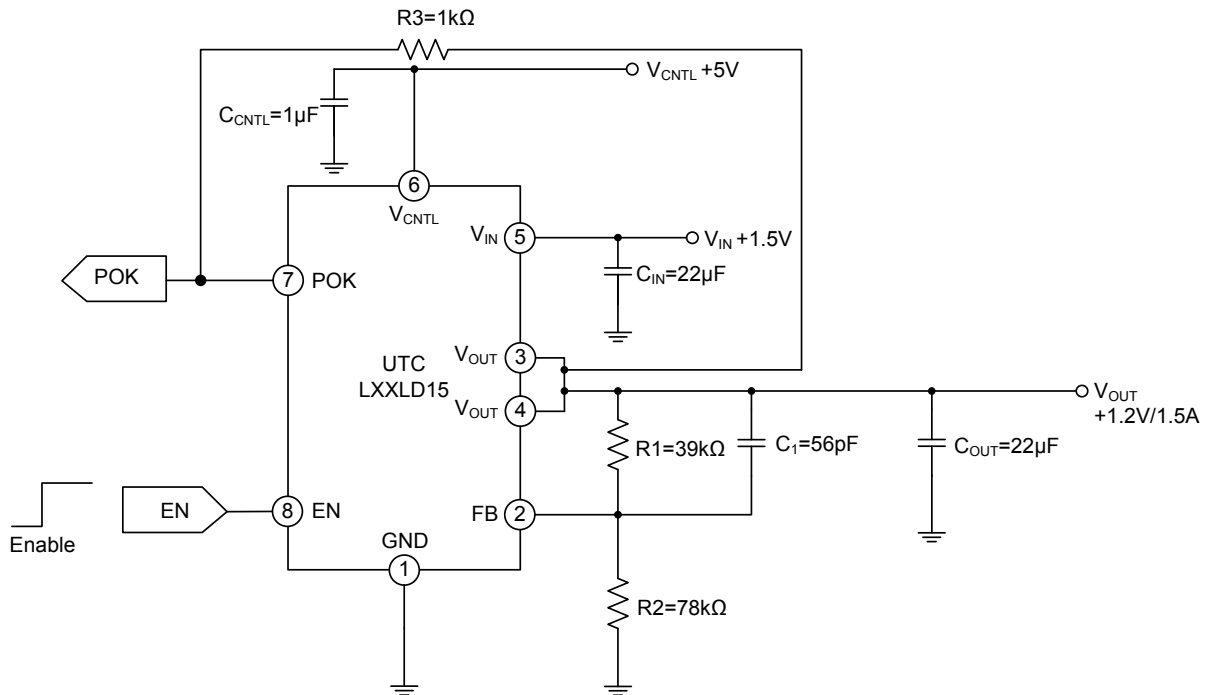 R3=1kΩ
VCNTL +5V
CCNTL=1µF
6
VCNTL
VIN
5
VIN +1.5V
CIN=22µF
POK
7
POK
UTC
LXXLD15
VOUT
3
VOUT
4
VOUT
+1.2V/1.5A
R1=39kΩ
C1=56pF
COUT=22µF
Enable
EN
8
EN
FB
2
GND
1
R2=78kΩ